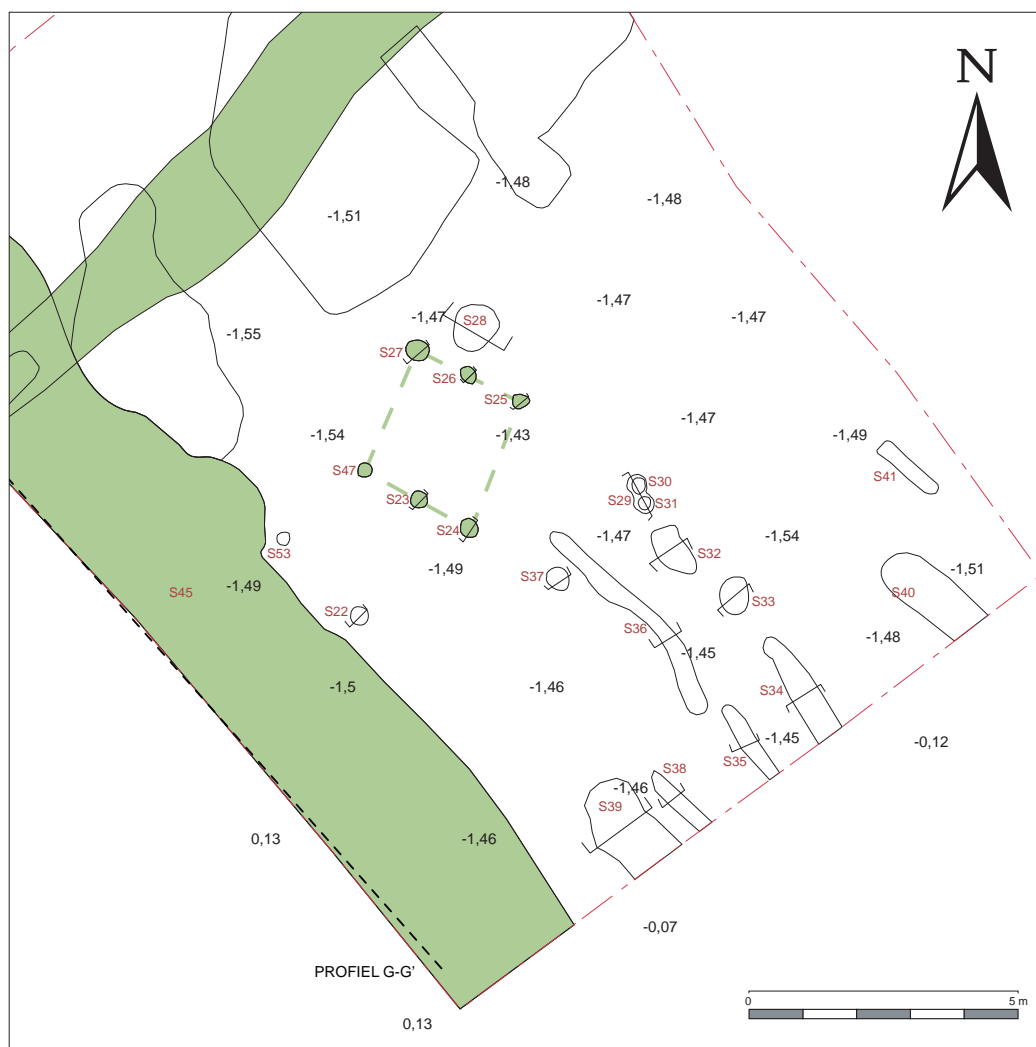 N
-1,48
-1,48
-1,51
-1,47
-1,47
-1,47
S28
-1,55
S27
S26
S25
-1,47
-1,54
-1,43
-1,49
S47
S41
S30
S29
S31
S23
S24
-1,47
-1,54
S53
S32
-1,49
-1,49
S37
-1,51
S45
S40
S33
S22
S36
-1,48
-1,45
-1,5
-1,46
S34
-1,45
-0,12
S35
S38
-1,46
S39
0,13
-1,46
-0,07
PROFIEL G-G'
0
5 m
0,13